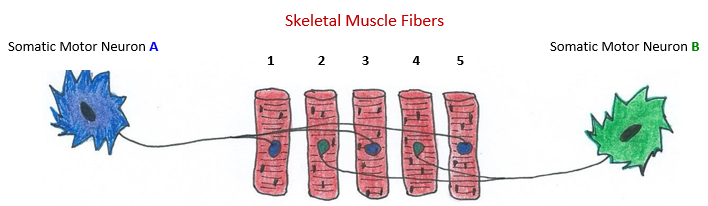 Skeletal Muscle Fibers
Somatic Motor Neuron A
Somatic Motor Neuron B
1 2 3 4 5